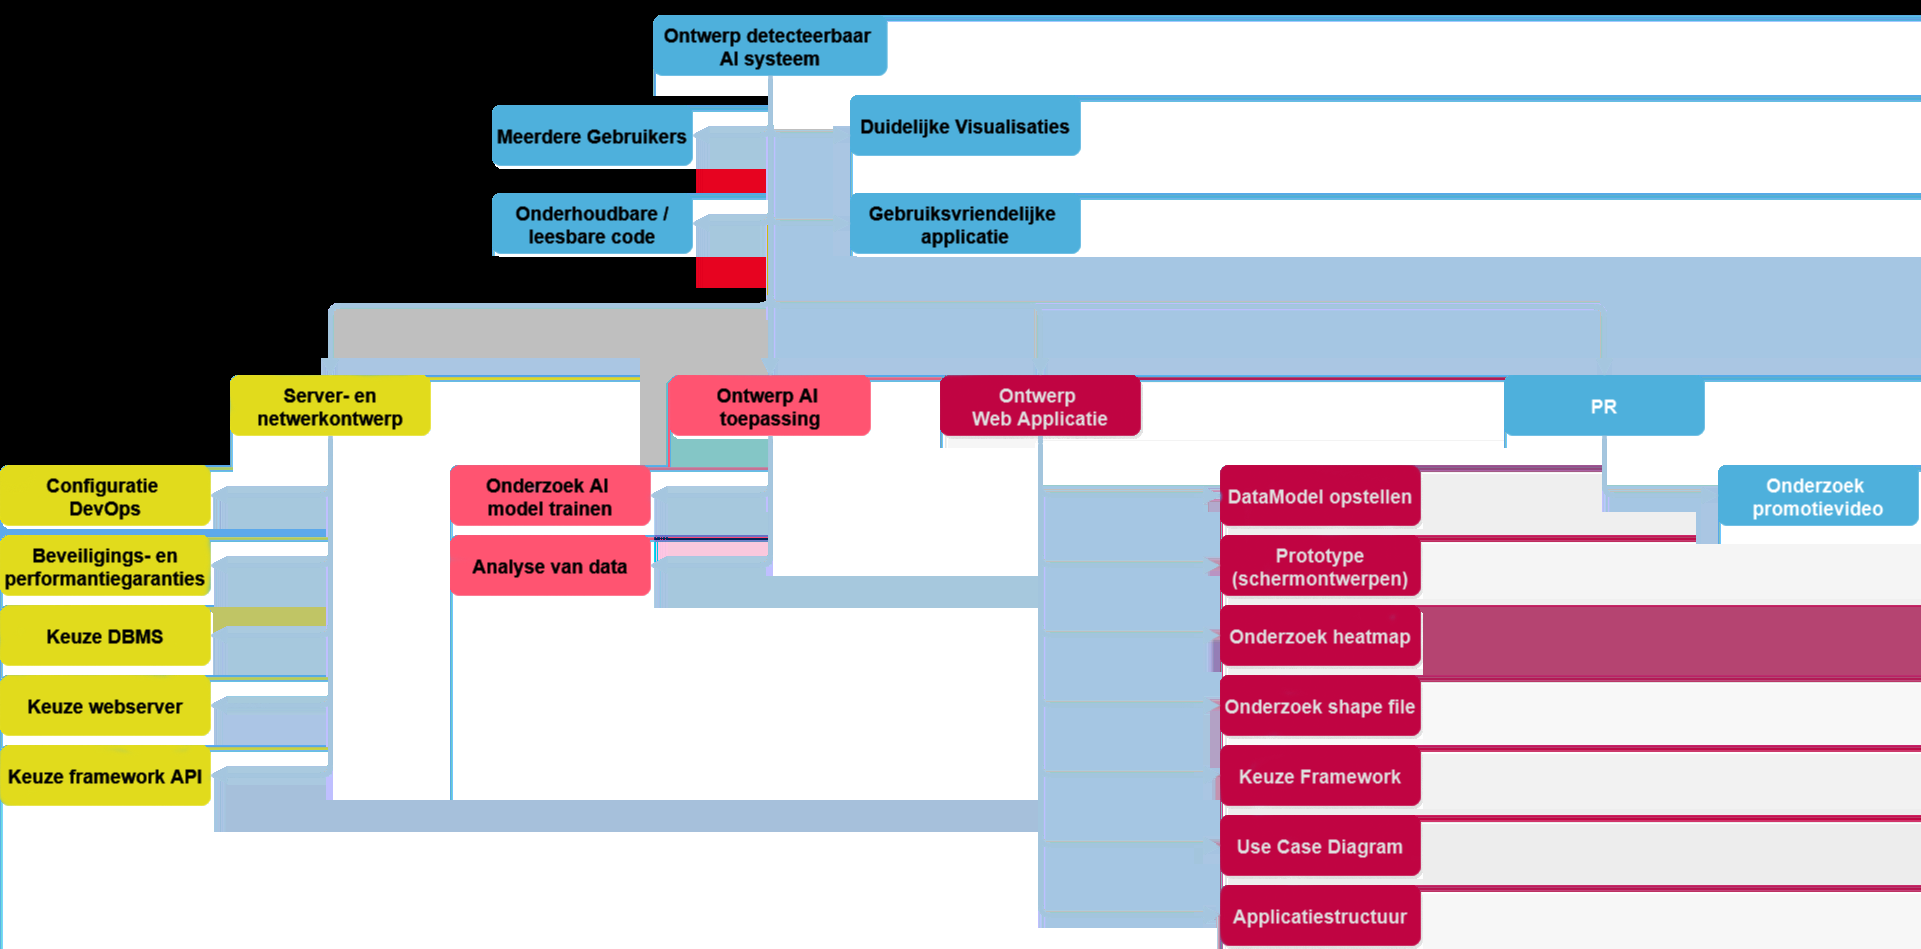 Ontwerp detecteerbaar
AI systeem
Meerdere Gebruikers
Duidelijke Visualisaties
Onderhoudbare /
leesbare code
Gebruiksvriendelijke
applicatie
Server- en
netwerkontwerp
Ontwerp AI
toepassing
Ontwerp
Web Applicatie
PR
Configuratie
DevOps
Beveiligings- en
performantiegaranties
Keuze DBMS
Keuze webserver
Keuze framework API
Onderzoek AI
model trainen
Analyse van data
DataModel opstellen
Prototype
(schermontwerpen)
Onderzoek heatmap
Onderzoek shape file
Keuze Framework
Use Case Diagram
Applicatiestructuur
Onderzoek
promotievideo